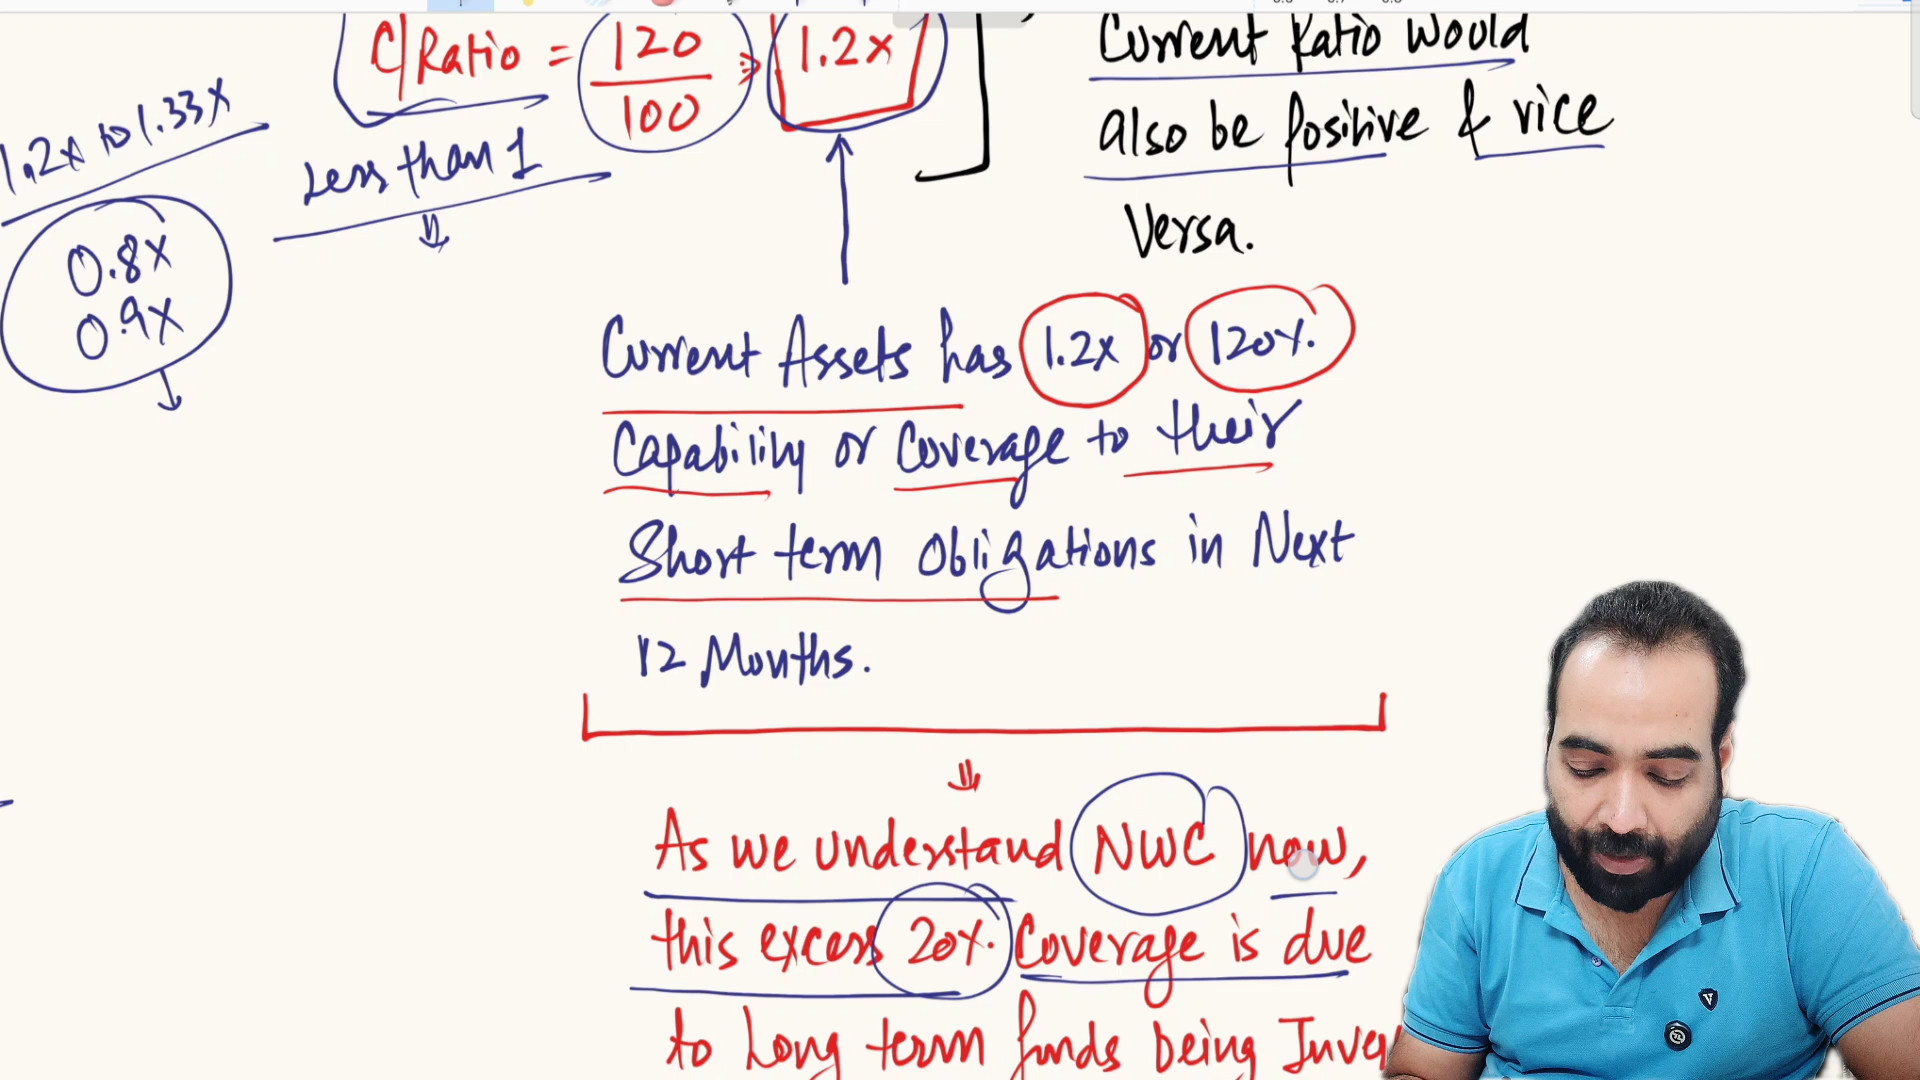 C/Ratio = 120/100 ⇒ 1.2x
1.2x to 1.33x
Less than 1
0.8x
0.9x
Current Ratio would
also be positive & vice
Versa.
Current Assets has 1.2x or 120%.
Capability or Coverage to their
Short term Obligations in Next
12 Months.
As we understand NWC now,
this excess 20%. Coverage is due
to Long term funds being Inve